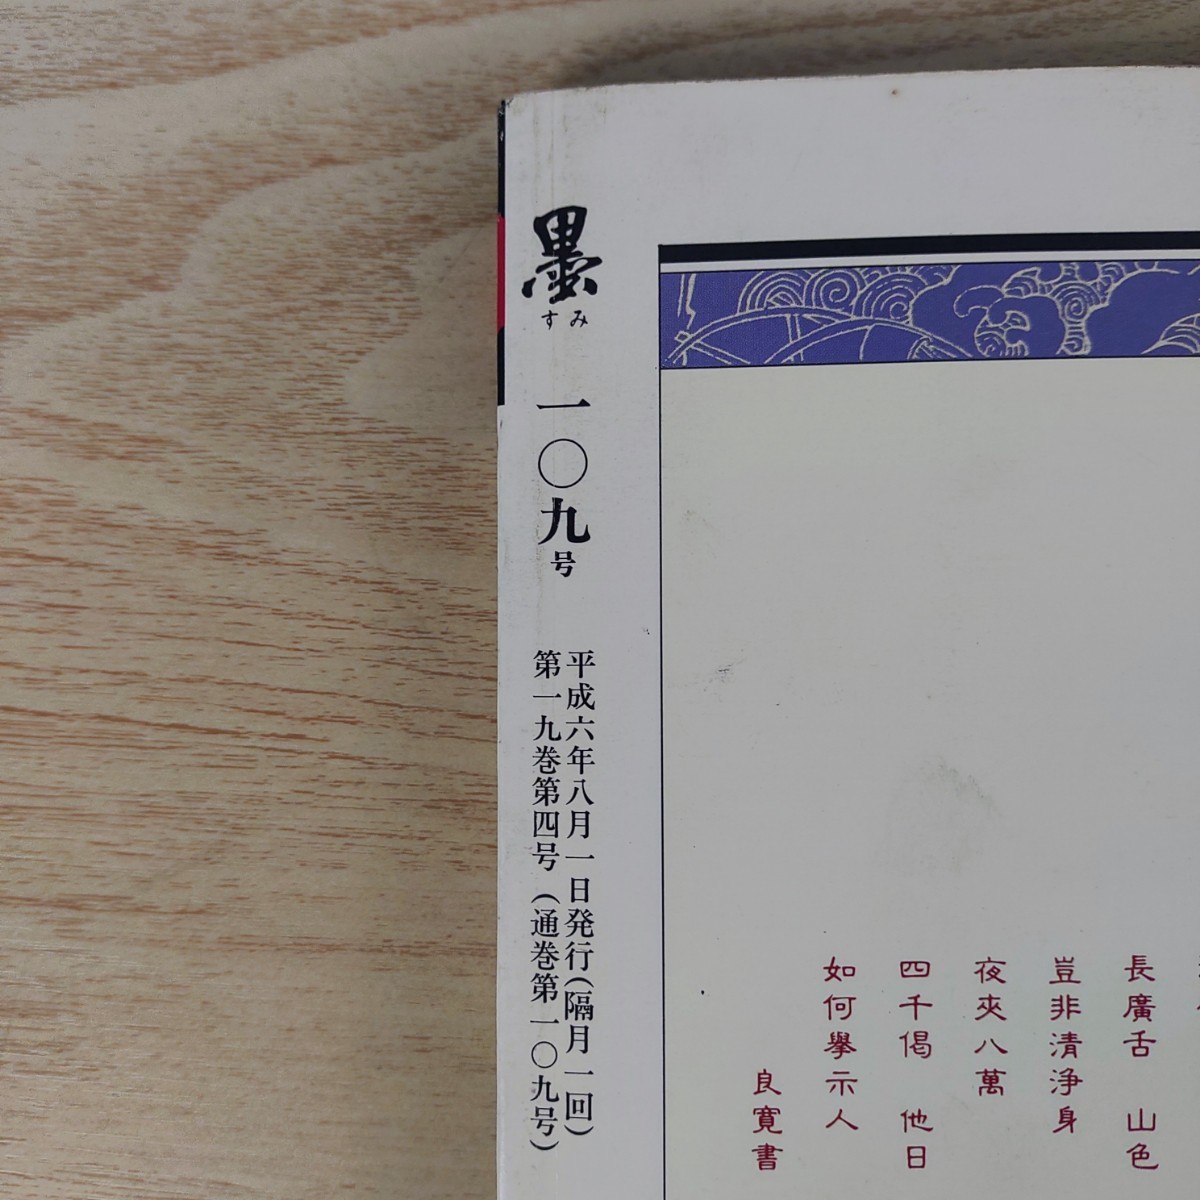 墨
すみ
一〇九号
平成六年八月一日発行(隔月一回)
第一九巻第四号(通巻第一〇九号)
長廣舌 山色
豈非清浄身
夜夾八萬
四千偈 他日
如何擧示人
良寛書